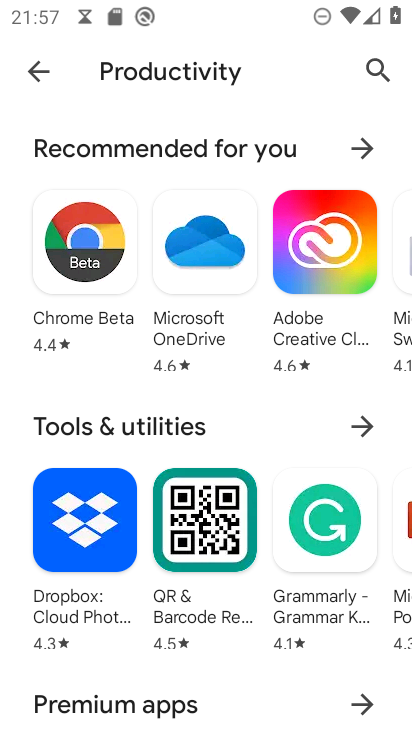 21:57
Productivity
Recommended for you
Beta
Chrome Beta
4.4★
Microsoft
OneDrive
4.6★
Adobe
Creative Cl...
4.6★
Mi
Sw
4.1
Tools & utilities
Dropbox:
Cloud Phot...
4.3★
QR &
Barcode Re...
4.5★
Grammarly -
Grammar K...
4.1★
Mi
Po
4.3
Premium apps